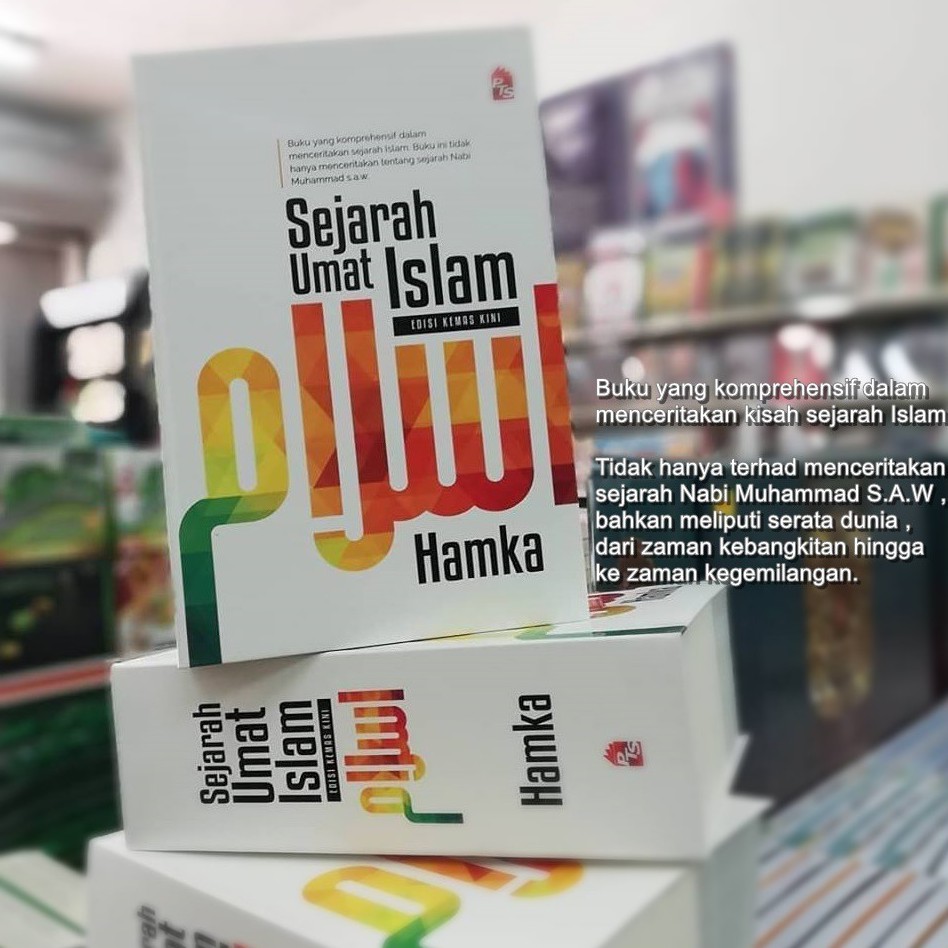 PTS
Buku yang komprehensif dalam
menceritakan sejarah Islam. Buku ini tidak
hanya menceritakan tentang sejarah Nabi
Muhammad s.a.w.
Sejarah
Umat Islam
EDISI KEMAS KINI
اسلام
Hamka
Buku yang komprehensif dalam
menceritakan kisah sejarah Islam
Tidak hanya terhad menceritakan
sejarah Nabi Muhammad S.A.W ,
bahkan meliputi serata dunia ,
dari zaman kebangkitan hingga
ke zaman kegemilangan.
Sejarah
Umat
Islam
EDISI KEMAS KINI
اسلام
Hamka
PTS